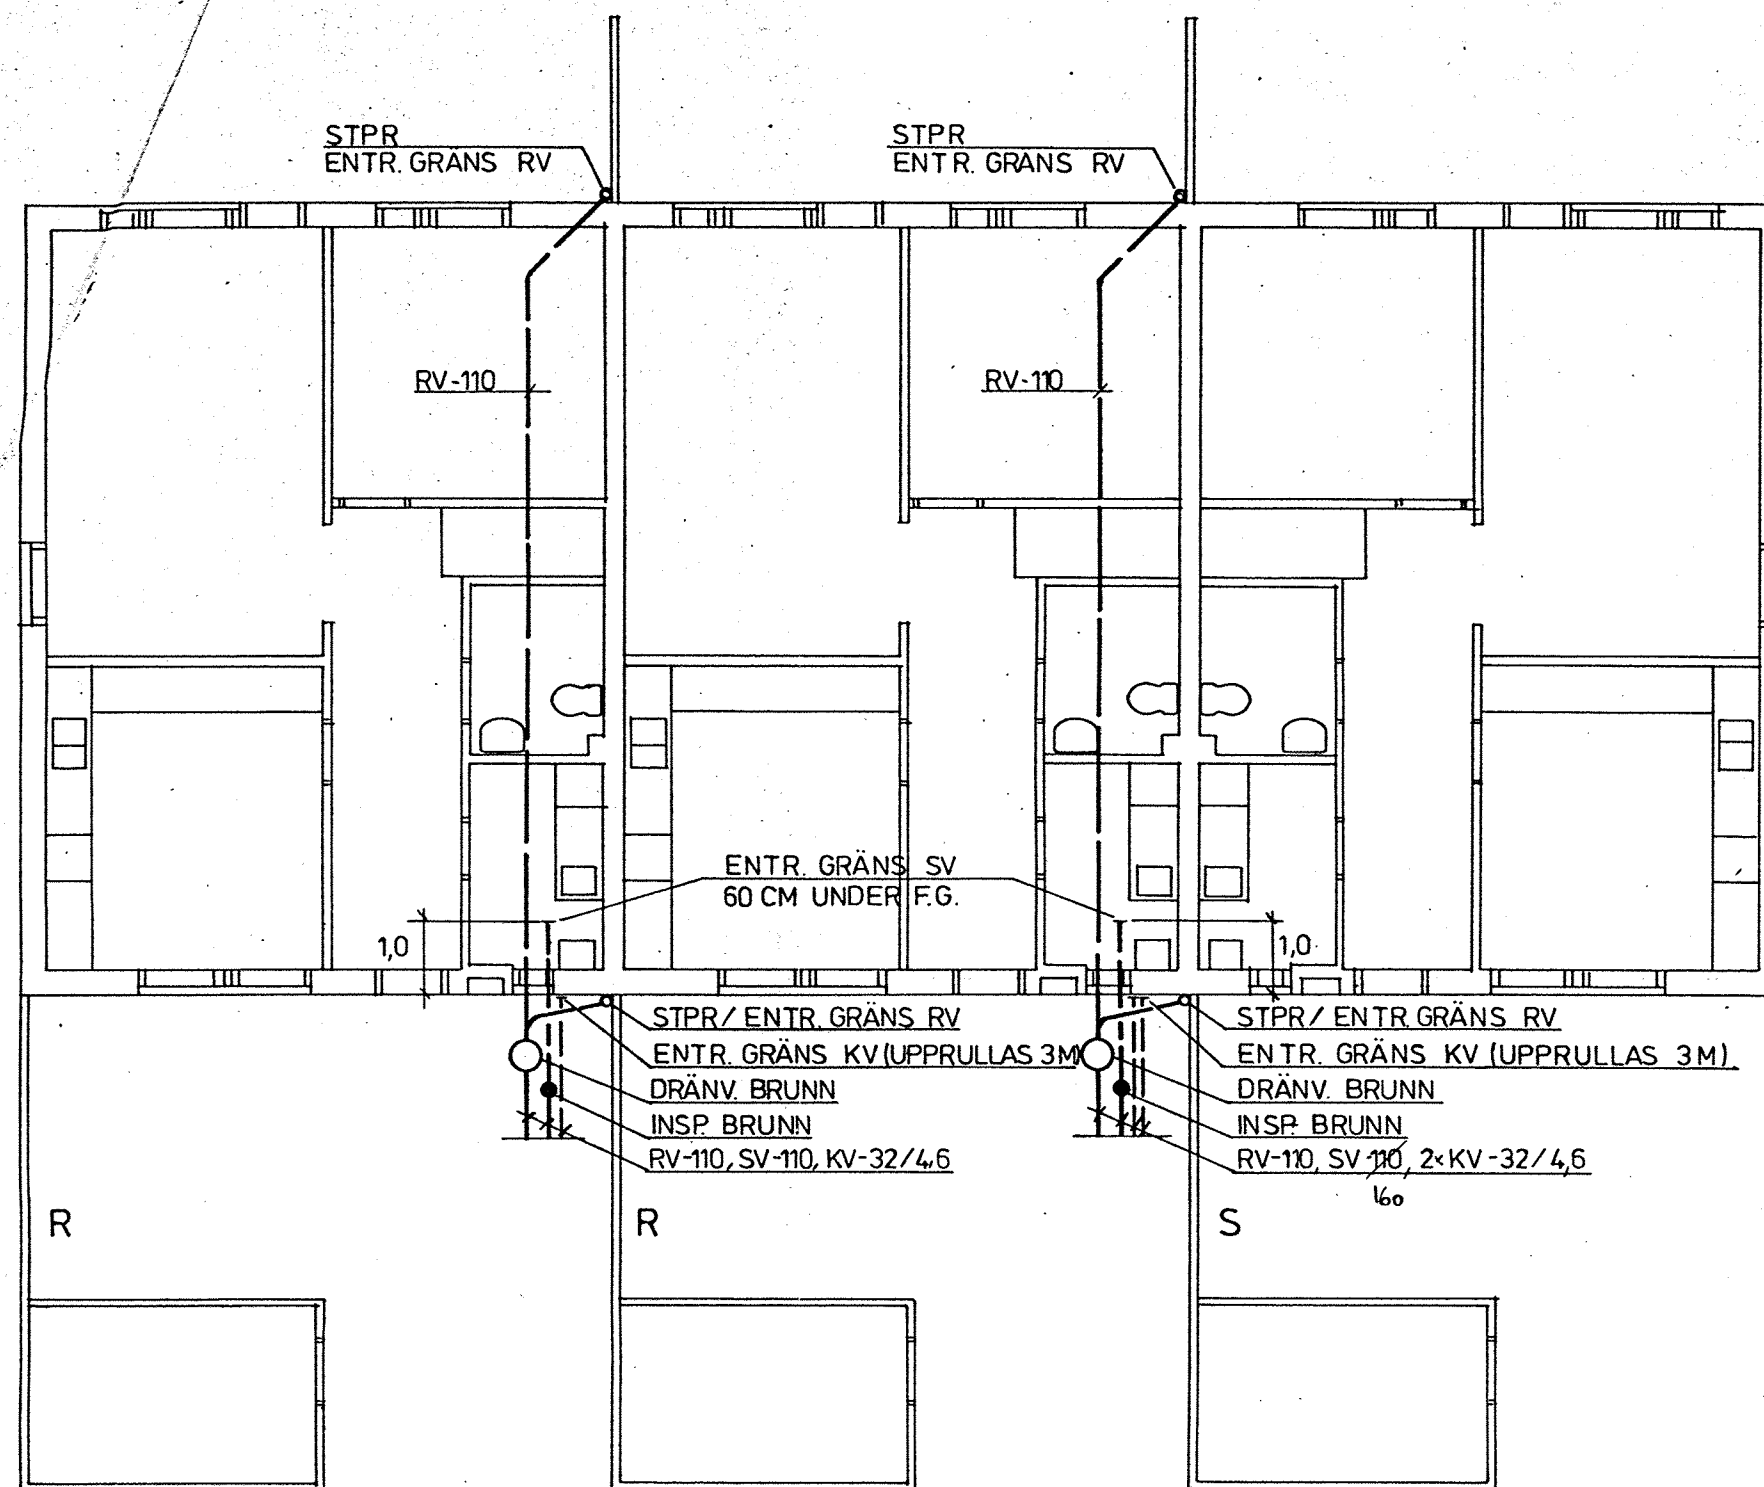 STPR
ENTR. GRÄNS RV
STPR
ENTR. GRÄNS RV
RV-110
RV-110
ENTR. GRÄNS SV
60 CM UNDER F.G.
1,0
1,0
STPR/ ENTR. GRÄNS RV
ENTR. GRÄNS KV (UPPRULLAS 3M)
DRÄNV. BRUNN
INSP. BRUNN
RV-110, SV-110, KV-32/4,6
STPR/ ENTR. GRÄNS RV
ENTR. GRÄNS KV (UPPRULLAS 3M).
DRÄNV. BRUNN
INSP. BRUNN
RV-110, SV-110, 2×KV-32/4,6
160
R
R
S